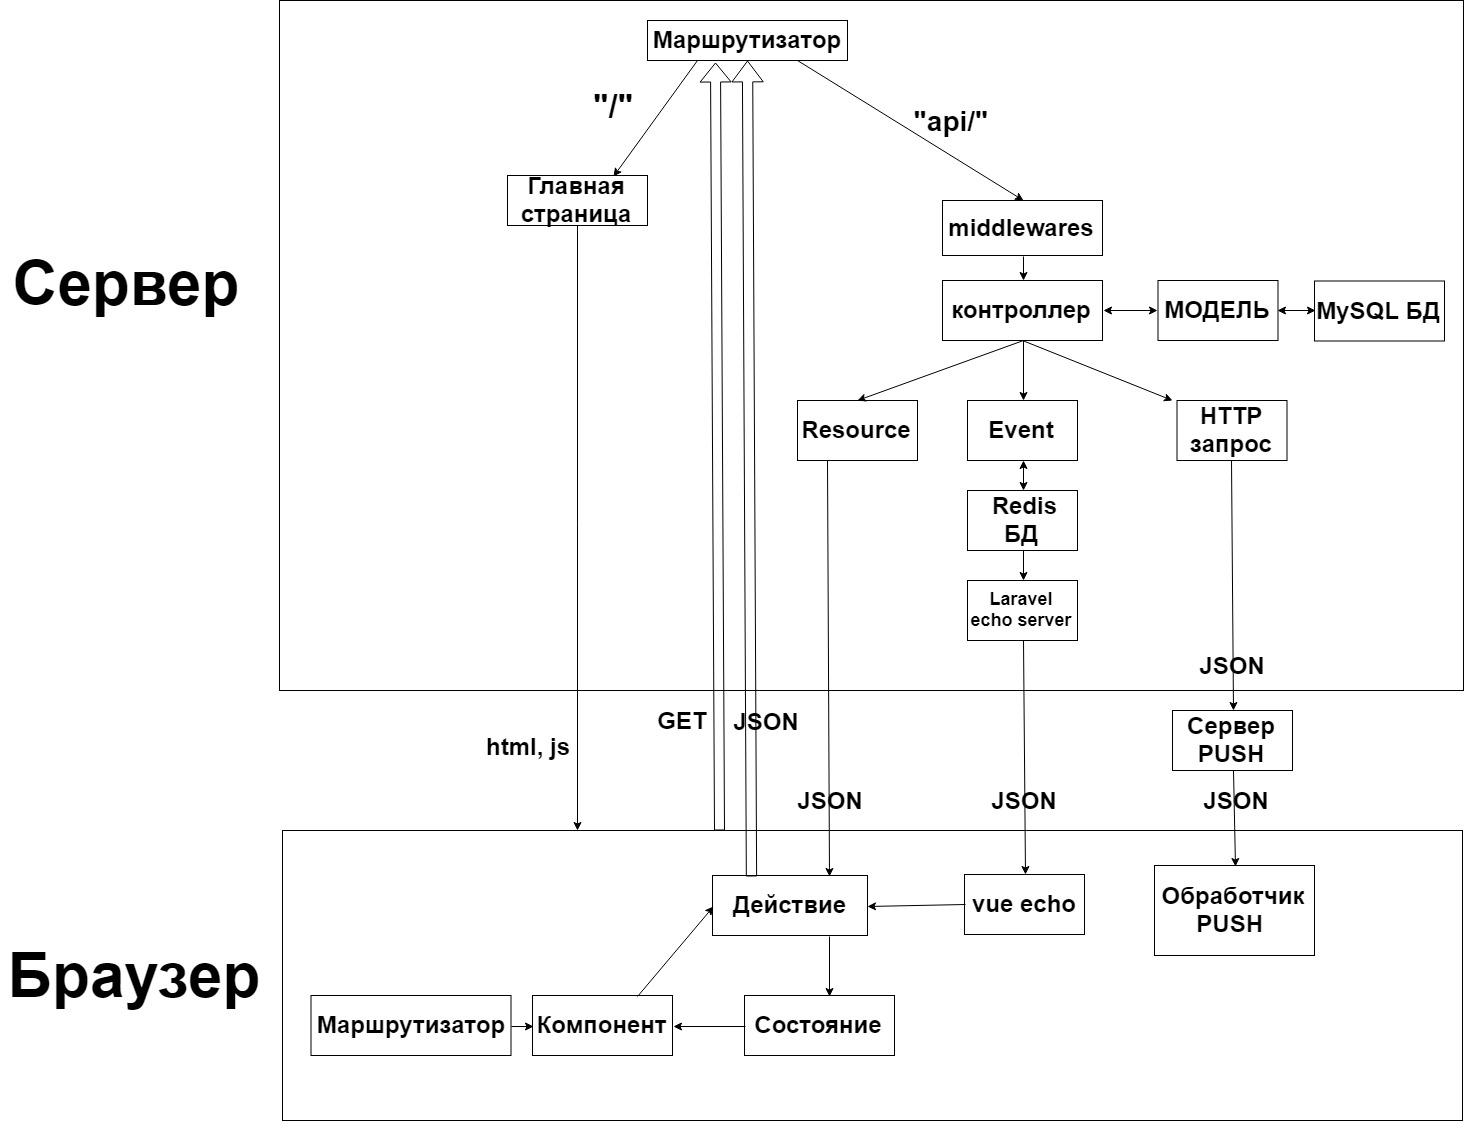 Маршрутизатор
"/"
"api/"
Главная
страница
middlewares
Сервер
контроллер
МОДЕЛЬ
MySQL БД
Resource
Event
HTTP
запрос
Redis
БД
Laravel
echo server
JSON
GET
JSON
html, js
Сервер
PUSH
JSON
JSON
JSON
Действие
vue echo
Обработчик
PUSH
Браузер
Маршрутизатор
Компонент
Состояние